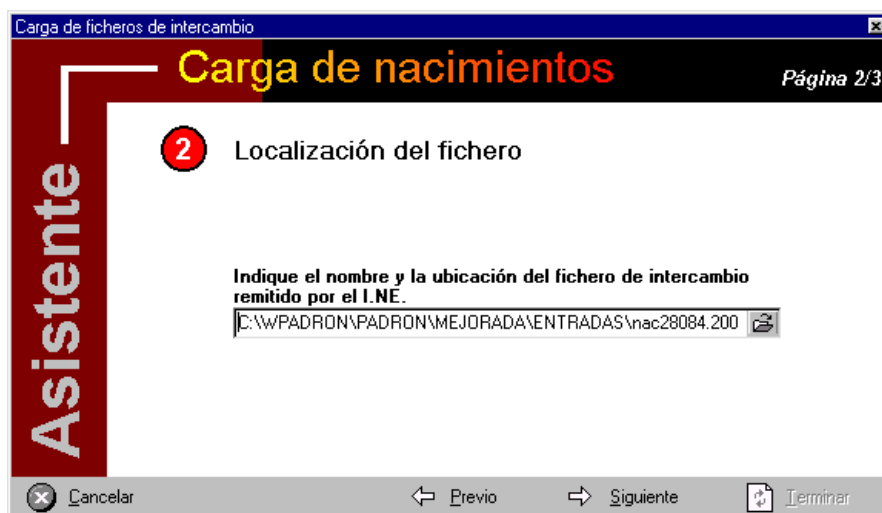 Carga de ficheros de intercambio
Carga de nacimientos
Página 2/3
Asistente
2
Localización del fichero
Indique el nombre y la ubicación del fichero de intercambio
remitido por el I.NE.
C:\WPADRON\PADRON\MEJORADA\ENTRADAS\nac28084.200
Cancelar
Previo
Siguiente
Terminar